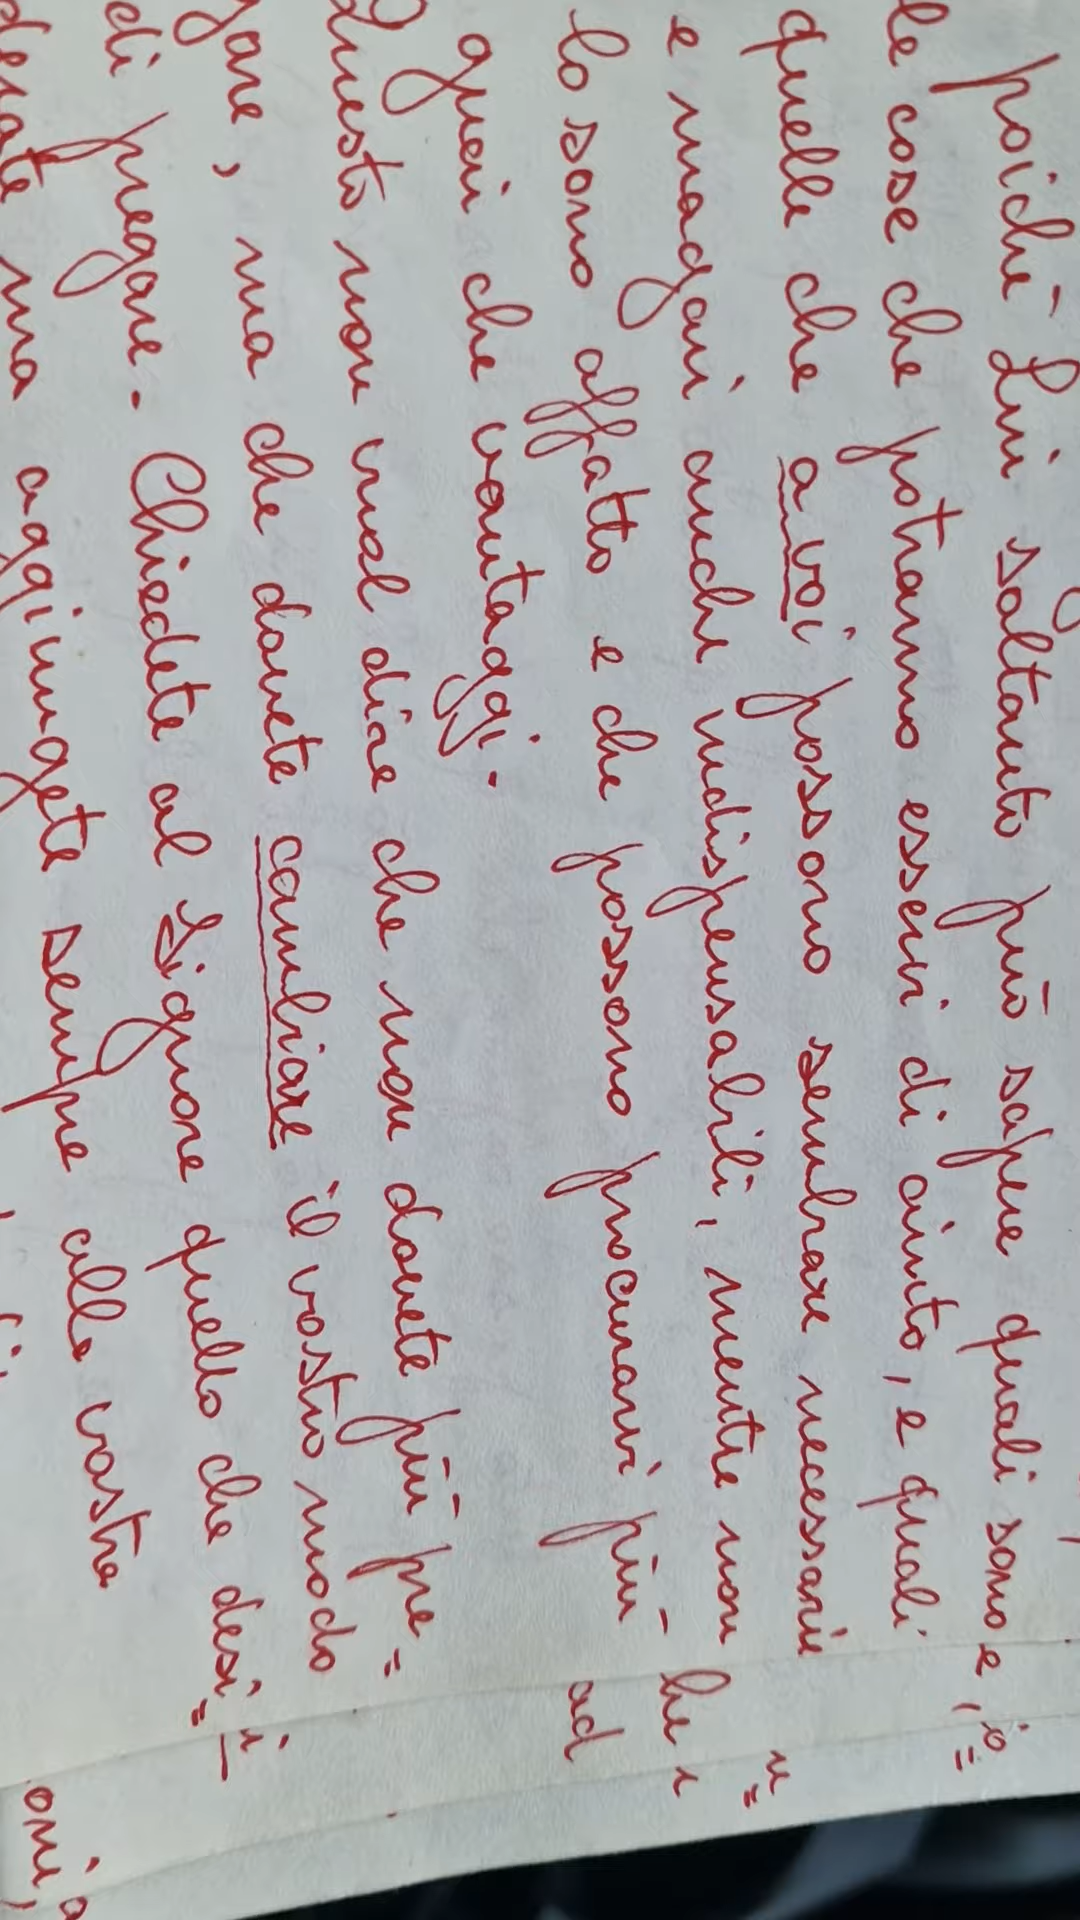 poichè Lui soltanto può sapere quali sono
le cose che potranno esservi di aiuto, e quali
quelle che a voi possono sembrare necessarie
e magari anche indispensabili, mentre non
lo sono affatto e che possono procurarvi più
guai che vantaggi.
Questo non vuol dire che non dovete più pre=
gare, ma che dovete cambiare il vostro modo
di pregare. Chiedete al Signore quello che desi=
derate ma aggiungete sempre alle vostre